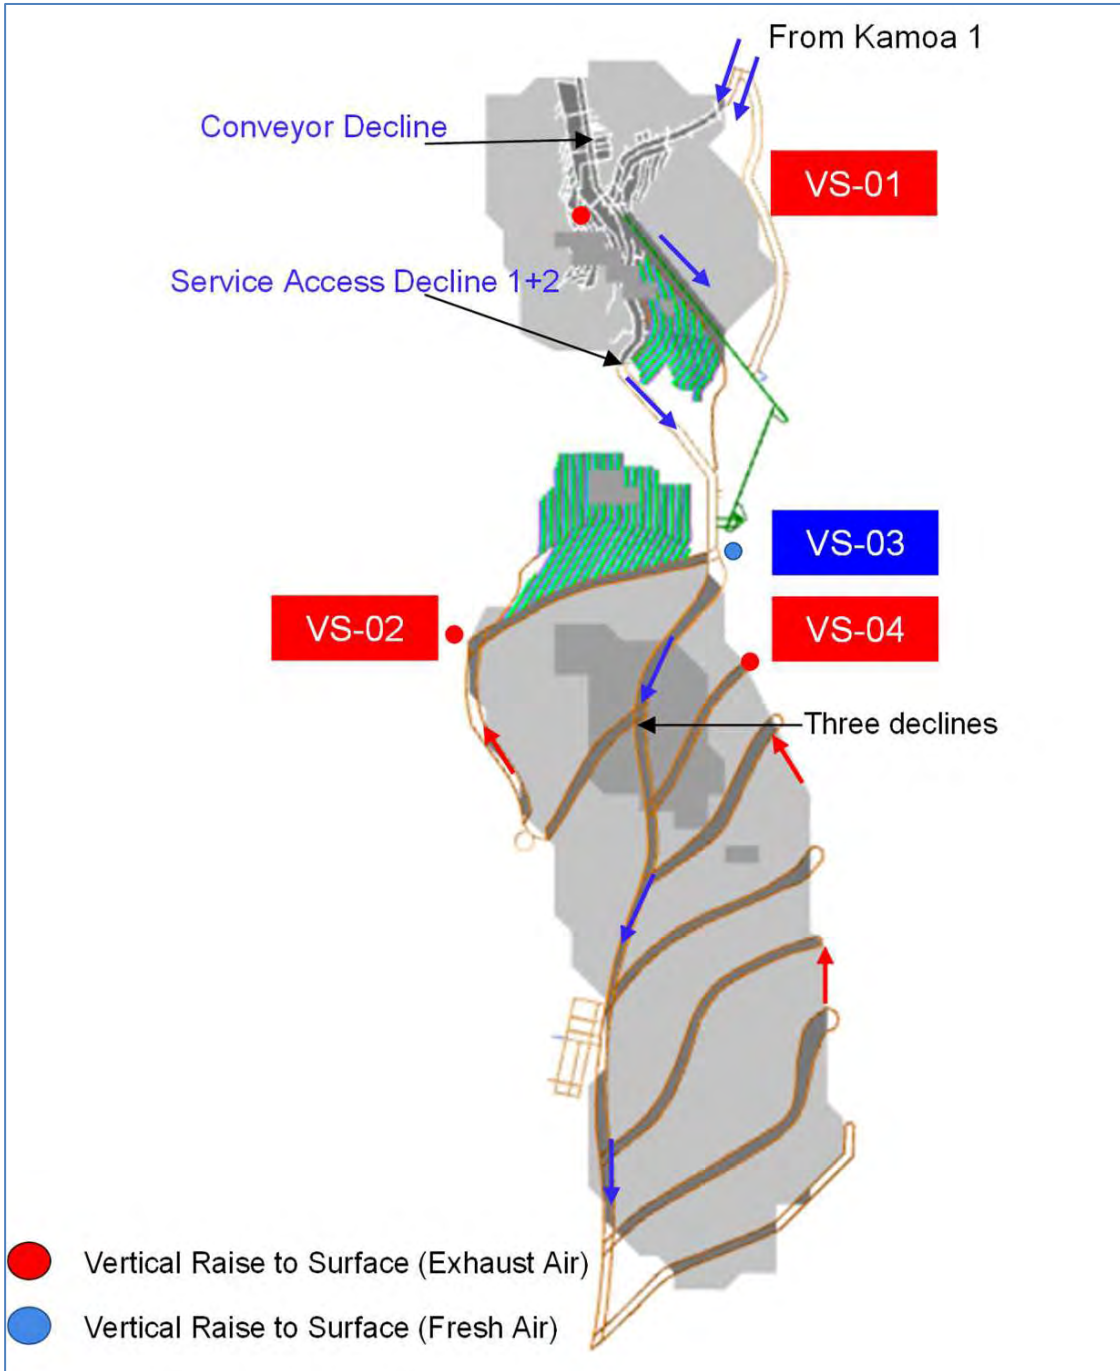 From Kamoa 1
Conveyor Decline
VS-01
Service Access Decline 1+2
VS-03
VS-02
VS-04
Three declines
Vertical Raise to Surface (Exhaust Air)
Vertical Raise to Surface (Fresh Air)